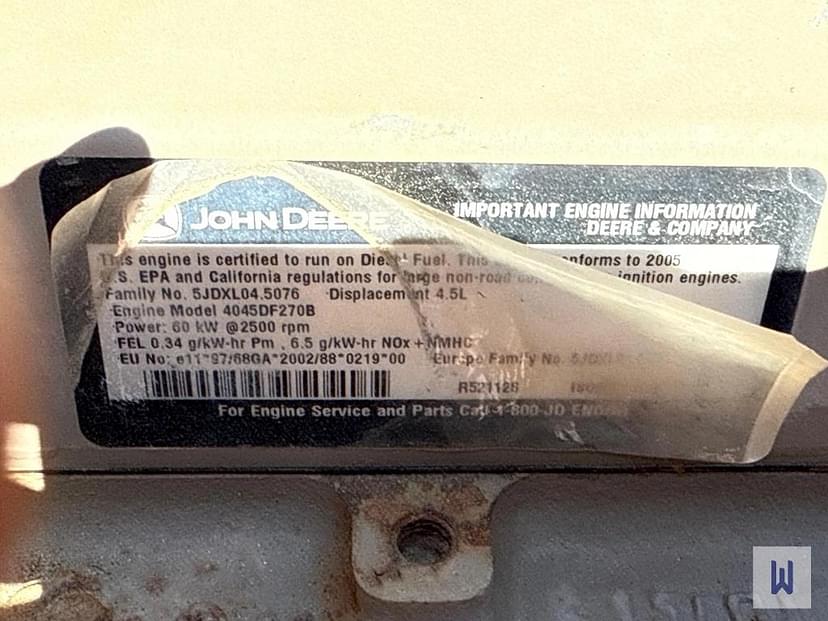 JOHN DEERE
IMPORTANT ENGINE INFORMATION
DEERE & COMPANY
This engine is certified to run on Diesel Fuel. This conforms to 2005
U.S. EPA and California regulations for large non-road ignition engines.
Family No. 5JDXL04.5076 Displacement 4.5L
Engine Model 4045DF270B
Power: 60 kW @2500 rpm
FEL 0.34 g/kW-hr Pm , 6.5 g/kW-hr NOx + NMHC
EU No: e11*97/68GA*2002/88*0219*00 Europe Family No.
R521126
For Engine Service and Parts Call 1-800-JD ENGINE
W